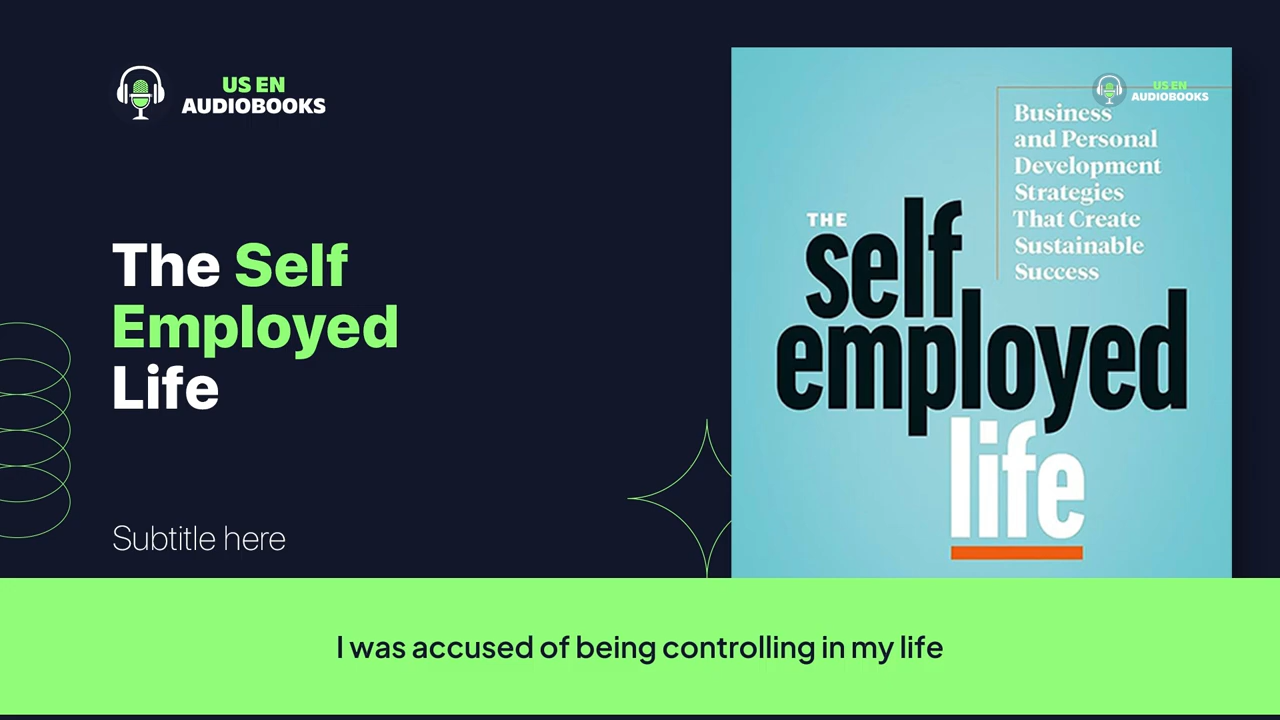 US EN
AUDIOBOOKS
The Self
Employed
Life
Subtitle here
US EN
AUDIOBOOKS
Business
and Personal
Development
Strategies
That Create
Sustainable
Success
THE
self
employed
life
I was accused of being controlling in my life